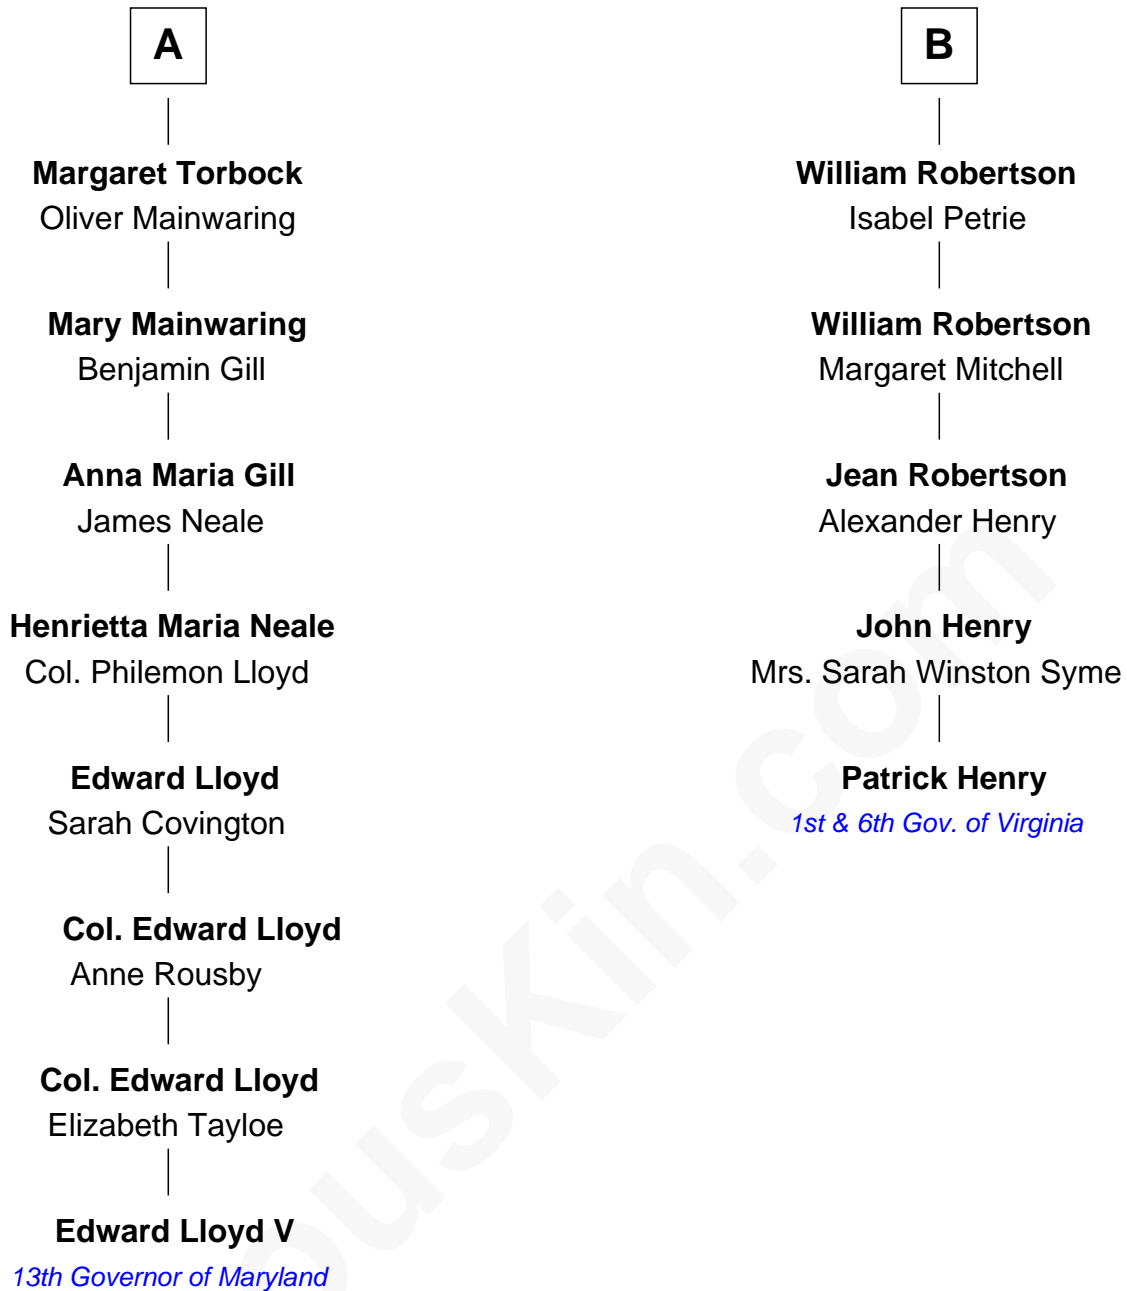 A
Margaret Torbock
Oliver Mainwaring
Mary Mainwaring
Benjamin Gill
Anna Maria Gill
James Neale
Henrietta Maria Neale
Col. Philemon Lloyd
Edward Lloyd
Sarah Covington
Col. Edward Lloyd
Anne Rousby
Col. Edward Lloyd
Elizabeth Tayloe
Edward Lloyd V
13th Governor of Maryland
B
William Robertson
Isabel Petrie
William Robertson
Margaret Mitchell
Jean Robertson
Alexander Henry
John Henry
Mrs. Sarah Winston Syme
Patrick Henry
1st & 6th Gov. of Virginia
ousKin.com